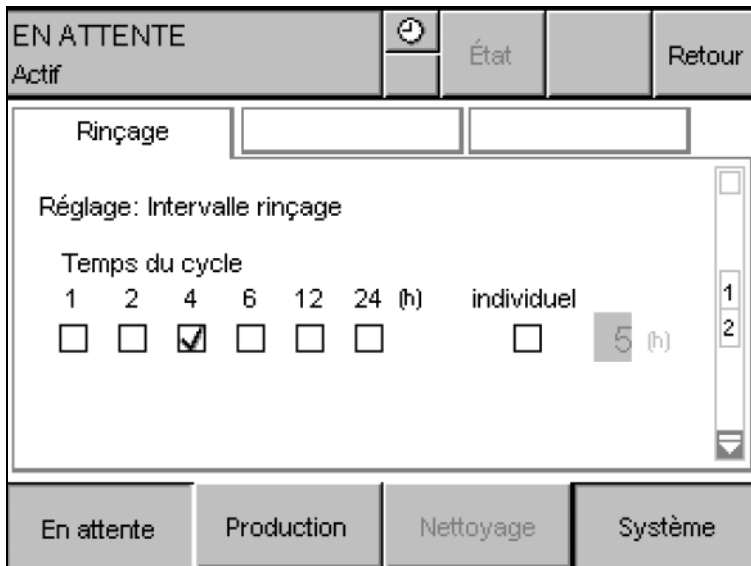 EN ATTENTE
Actif
État
Retour
Rinçage
Réglage: Intervalle rinçage
Temps du cycle
1 2 4 6 12 24 (h) individuel
5 (h)
1
2
En attente
Production
Nettoyage
Système